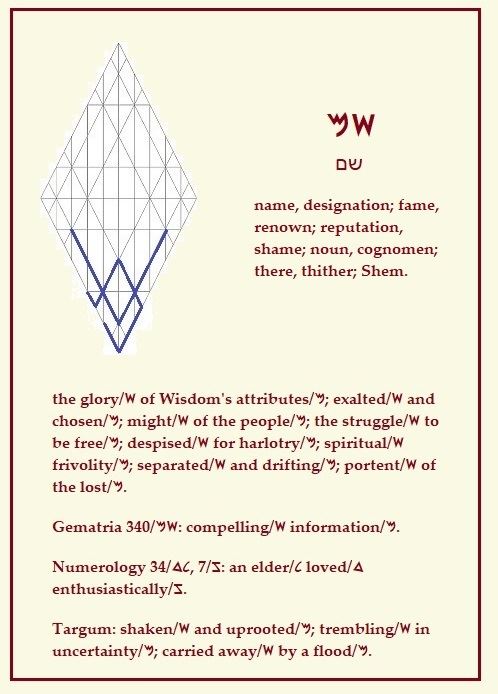 𐤔𐤌
שם
name, designation; fame,
renown; reputation,
shame; noun, cognomen;
there, thither; Shem.
the glory/𐤔 of Wisdom's attributes/𐤌; exalted/𐤔 and
chosen/𐤌; might/𐤔 of the people/𐤌; the struggle/𐤔 to
be free/𐤌; despised/𐤔 for harlotry/𐤌; spiritual/𐤔
frivolity/𐤌; separated/𐤔 and drifting/𐤌; portent/𐤔 of
the lost/𐤌.
Gematria 340/𐤔𐤌: compelling/𐤔 information/𐤌.
Numerology 34/𐤋𐤃, 7/𐤆: an elder/𐤋 loved/𐤃
enthusiastically/𐤆.
Targum: shaken/𐤔 and uprooted/𐤌; trembling/𐤔 in
uncertainty/𐤌; carried away/𐤔 by a flood/𐤌.